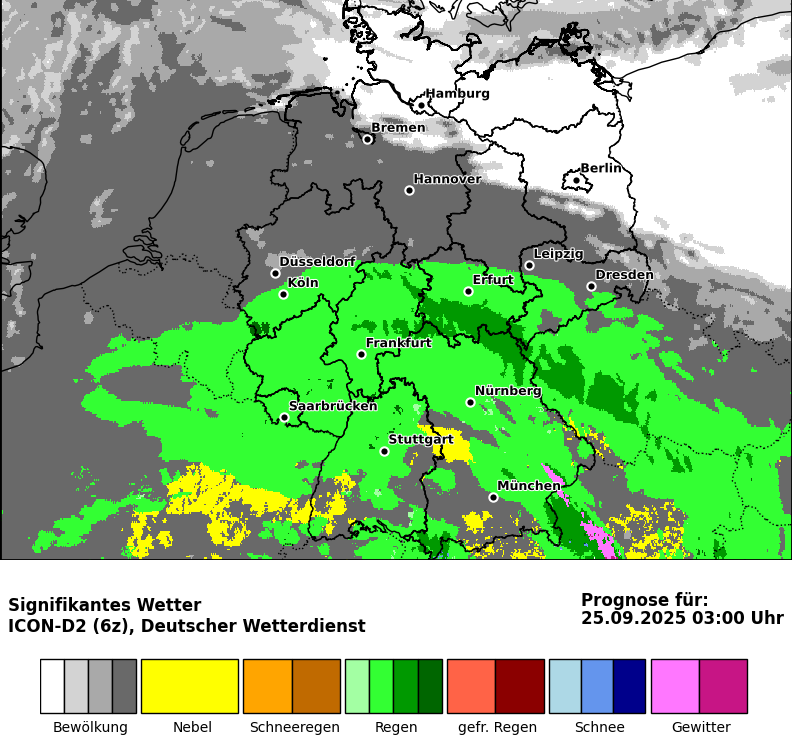 Hamburg
Bremen
Berlin
Hannover
Leipzig
Düsseldorf
Dresden
Köln
Erfurt
Frankfurt
Nürnberg
Saarbrücken
Stuttgart
München
Signifikantes Wetter
ICON-D2 (6z), Deutscher Wetterdienst
Prognose für:
25.09.2025 03:00 Uhr
Bewölkung Nebel Schneeregen Regen gefr. Regen Schnee Gewitter